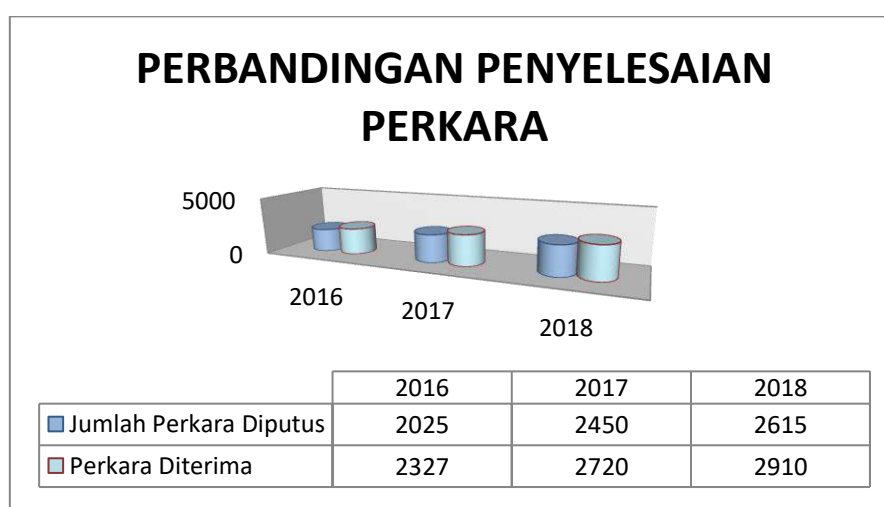 PERBANDINGAN PENYELESAIAN
PERKARA
5000
0
2016
2017
2018
2016 2017 2018
Jumlah Perkara Diputus 2025 2450 2615
Perkara Diterima 2327 2720 2910